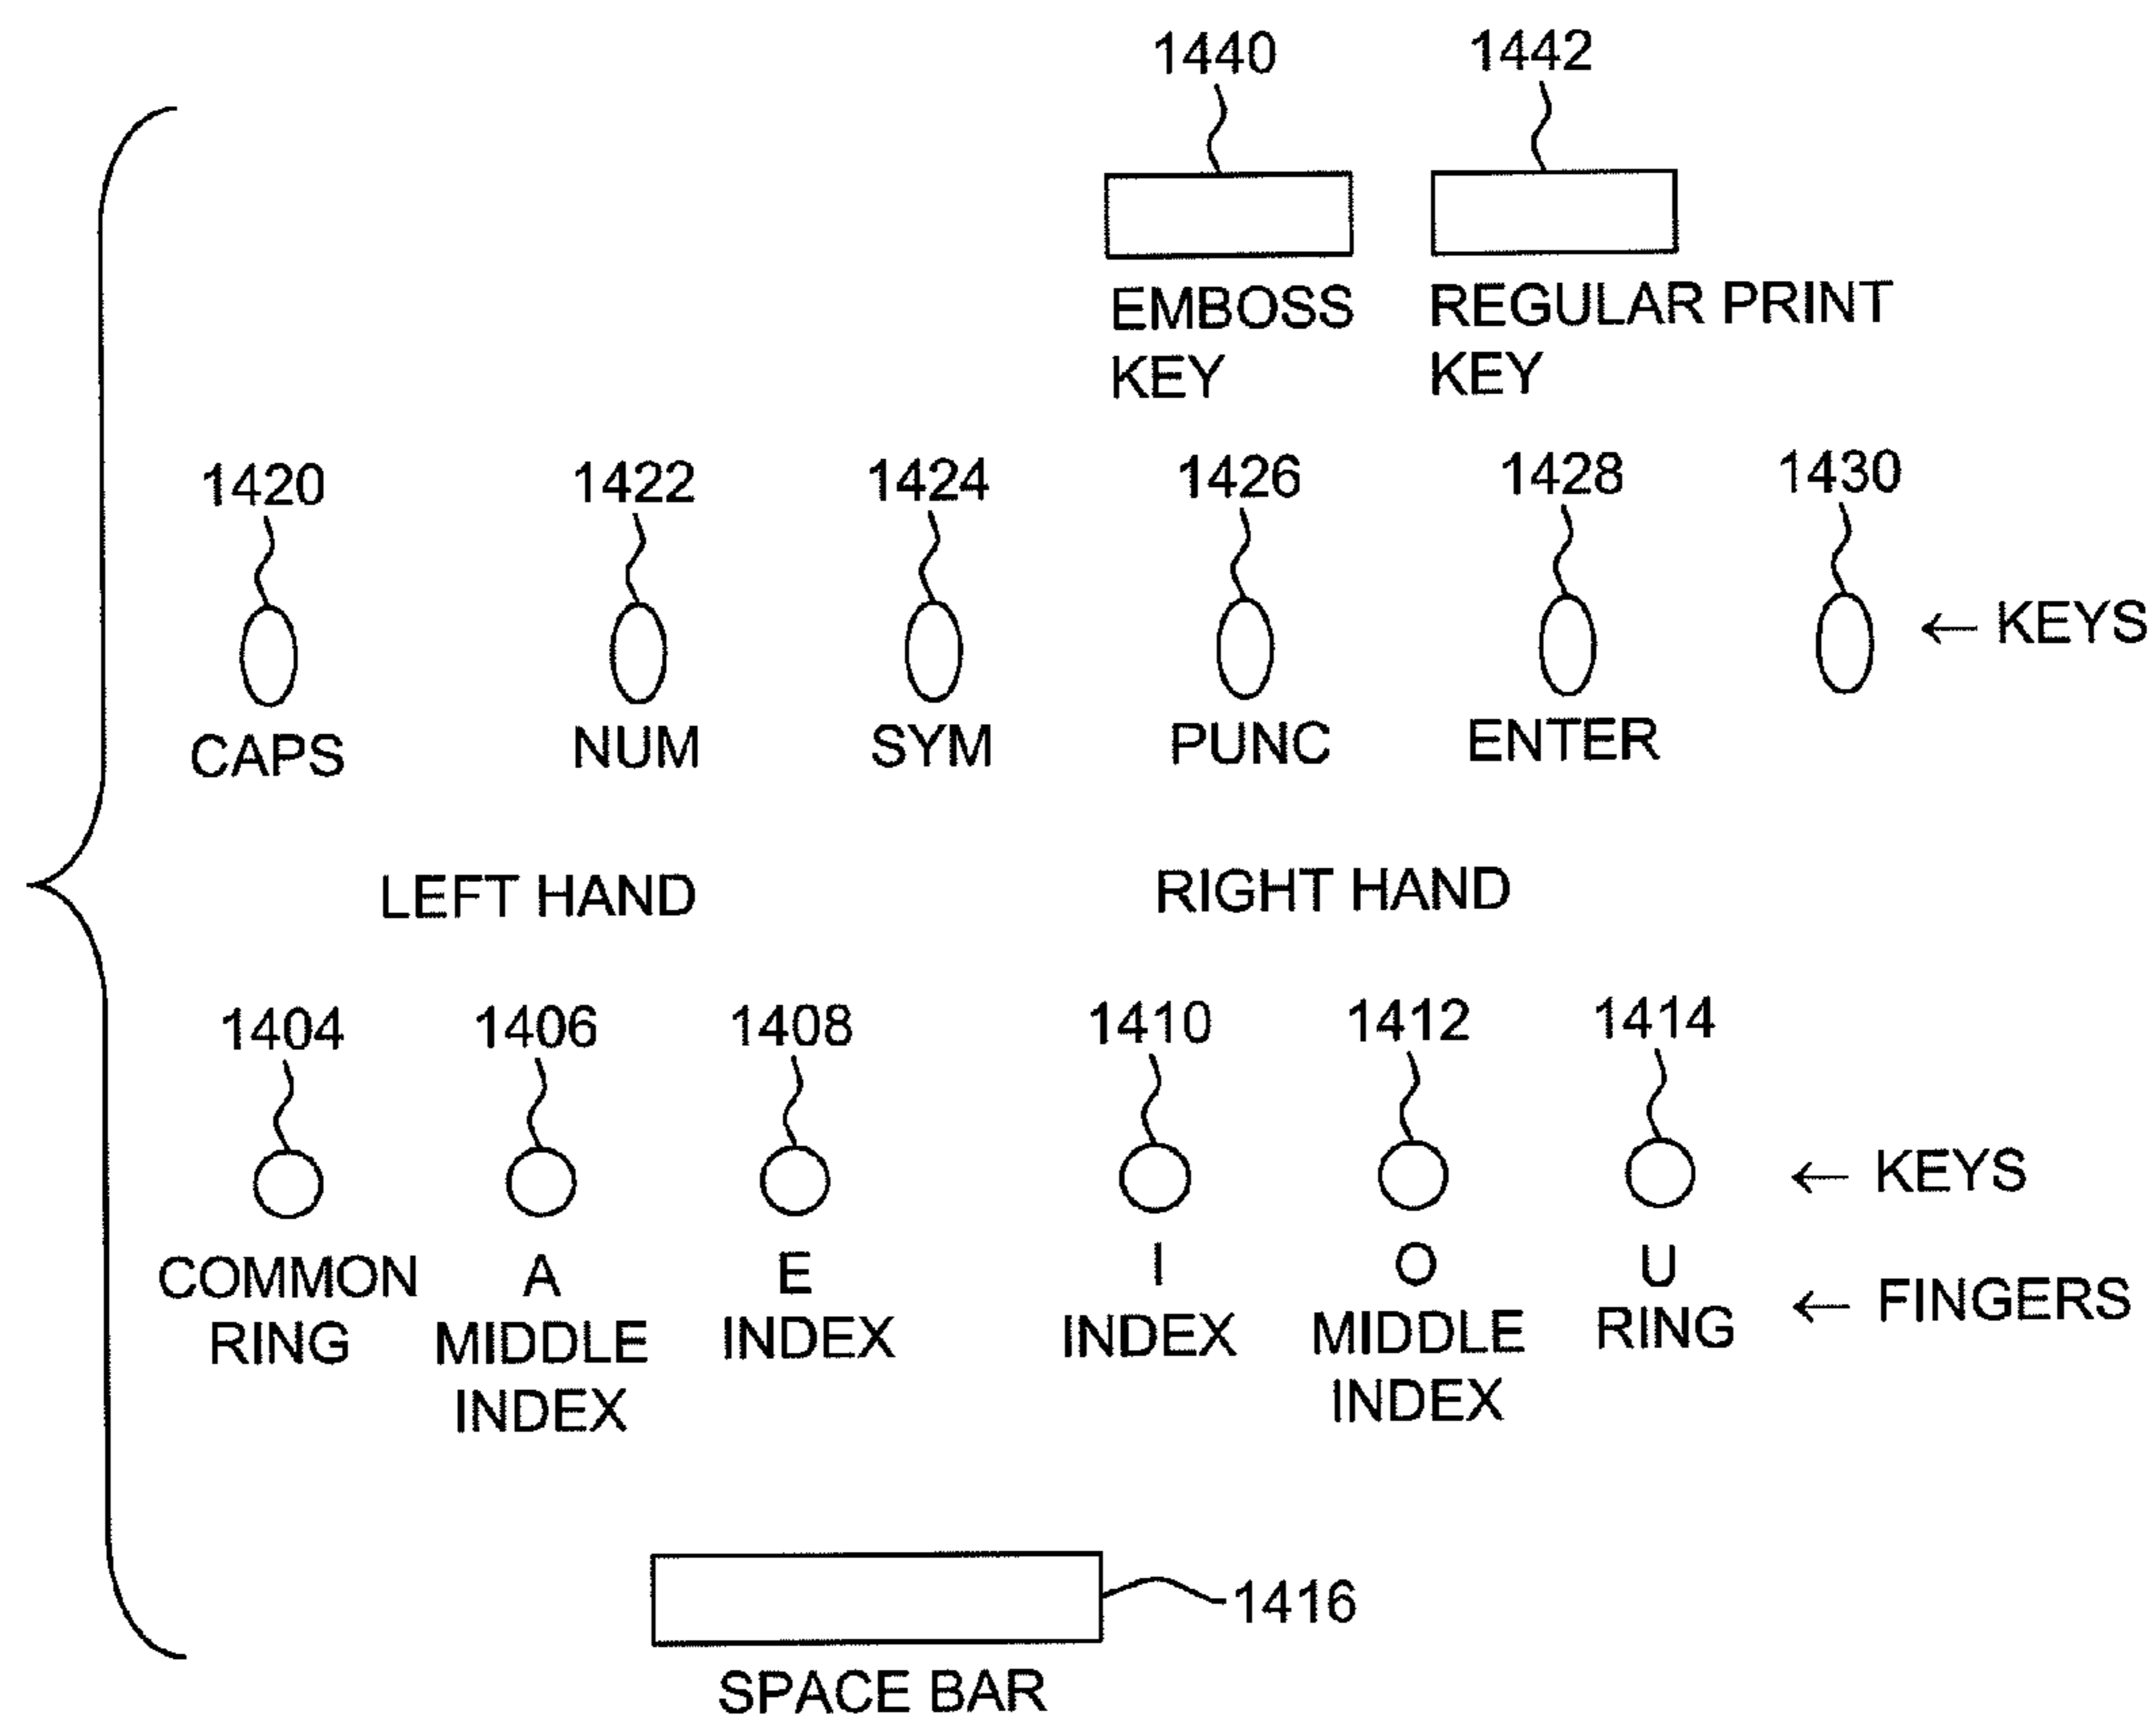 1440 1442
EMBOSS REGULAR PRINT
KEY KEY
1420 1422 1424 1426 1428 1430
← KEYS
CAPS NUM SYM PUNC ENTER
LEFT HAND RIGHT HAND
1404 1406 1408 1410 1412 1414
← KEYS
COMMON A E I O U
← FINGERS
RING MIDDLE INDEX INDEX MIDDLE RING
INDEX INDEX
1416
SPACE BAR